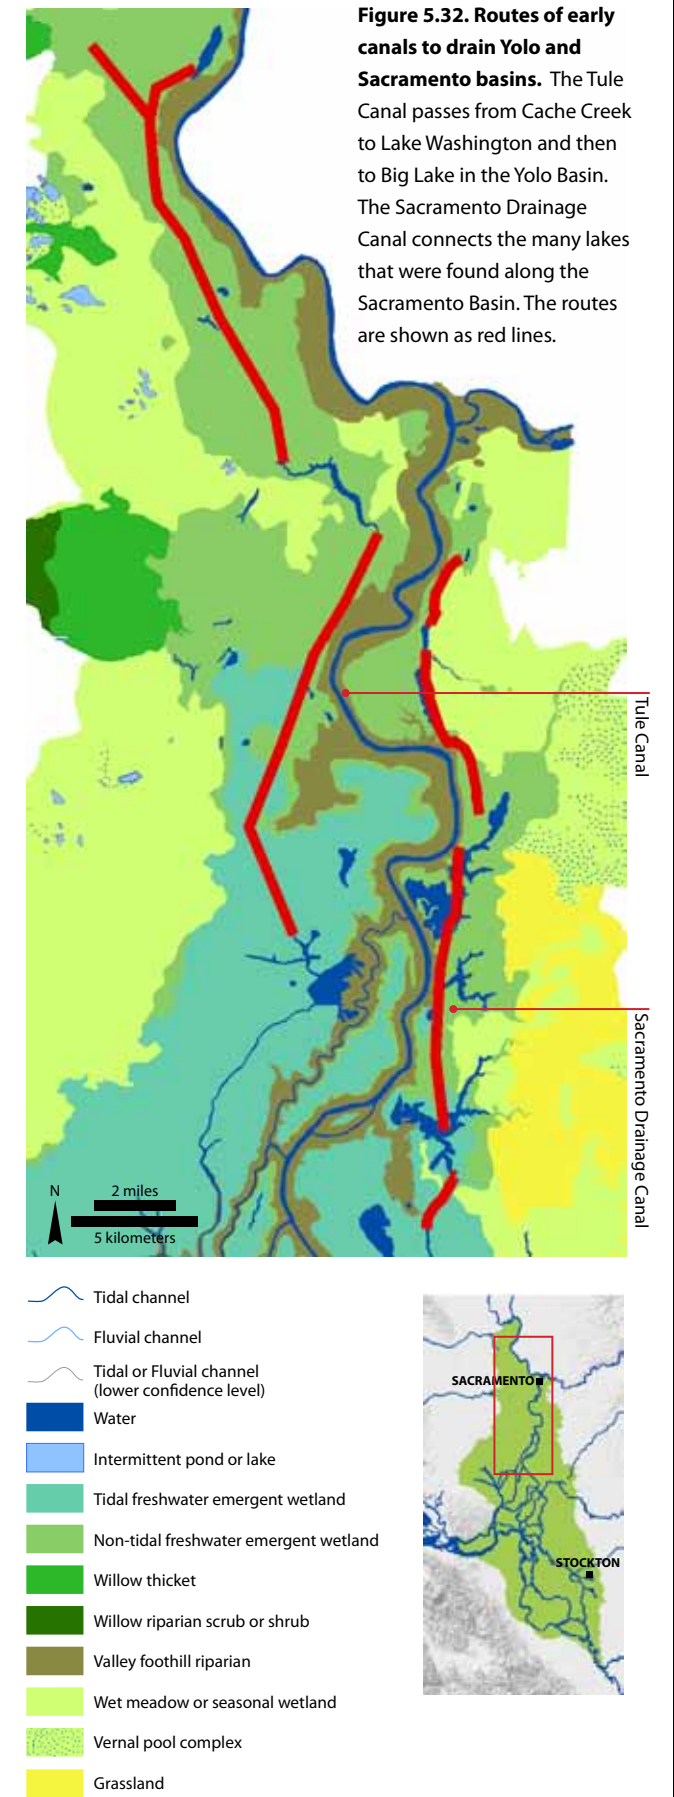 Figure 5.32. Routes of early
canals to drain Yolo and
Sacramento basins. The Tule
Canal passes from Cache Creek
to Lake Washington and then
to Big Lake in the Yolo Basin.
The Sacramento Drainage
Canal connects the many lakes
that were found along the
Sacramento Basin. The routes
are shown as red lines.
Tule Canal
Sacramento Drainage Canal
N
2 miles
5 kilometers
Tidal channel
Fluvial channel
Tidal or Fluvial channel
(lower confidence level)
Water
Intermittent pond or lake
Tidal freshwater emergent wetland
Non-tidal freshwater emergent wetland
Willow thicket
Willow riparian scrub or shrub
Valley foothill riparian
Wet meadow or seasonal wetland
Vernal pool complex
Grassland
SACRAMENTO
STOCKTON